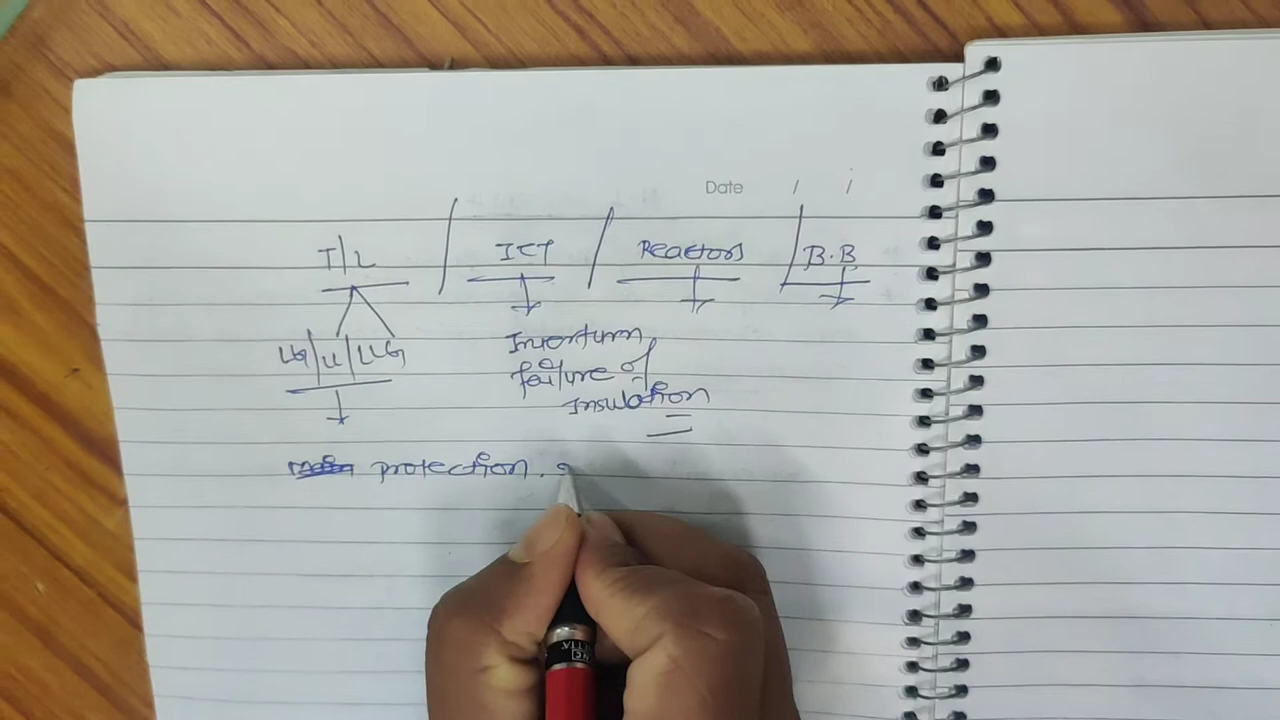 Date / /
T/L / ICT / Reactors / B.B
LG/LL/LLG
Interturn
failure of
Insulation
protection.